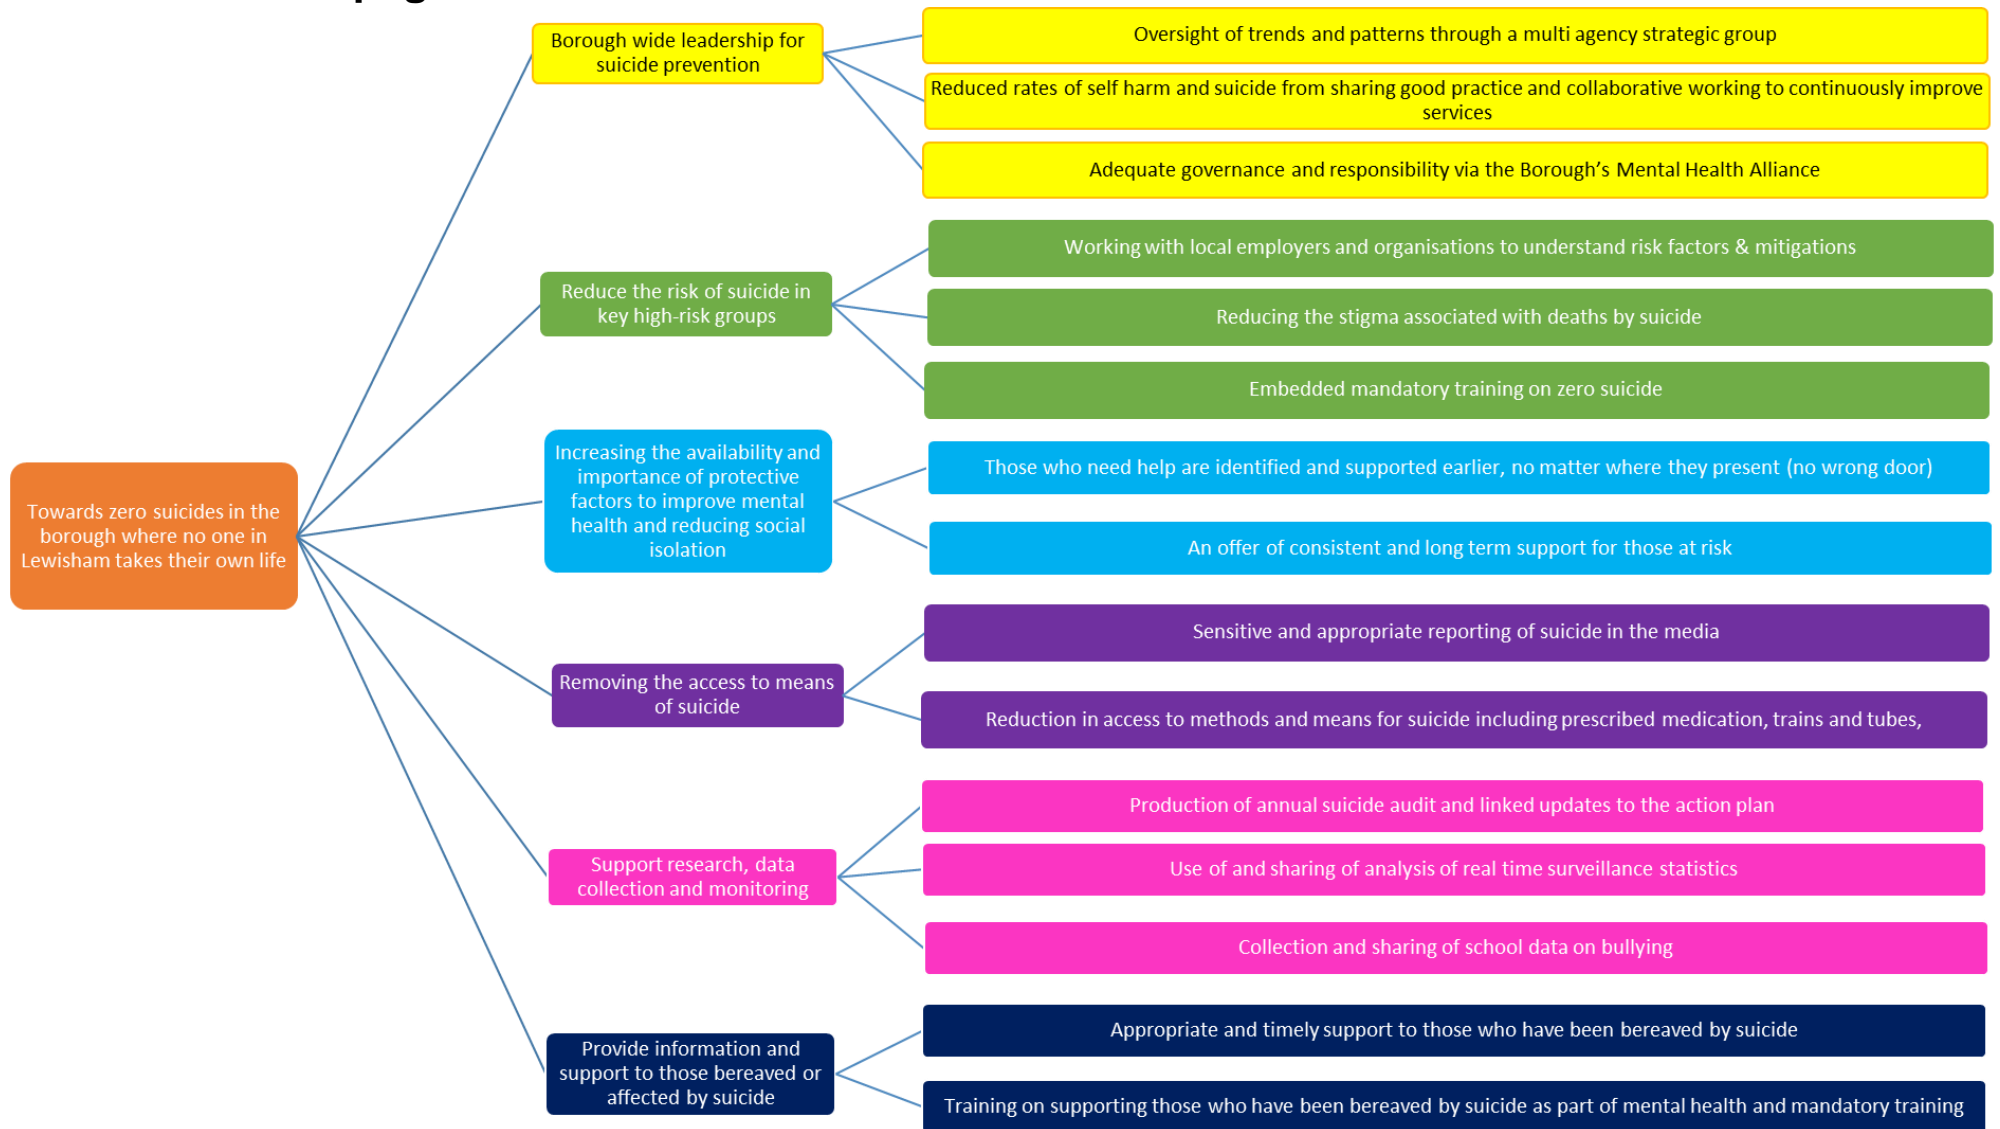 Borough wide leadership for
suicide prevention
Oversight of trends and patterns through a multi agency strategic group
Reduced rates of self harm and suicide from sharing good practice and collaborative working to continuously improve
services
Adequate governance and responsibility via the Borough’s Mental Health Alliance
Reduce the risk of suicide in
key high-risk groups
Working with local employers and organisations to understand risk factors & mitigations
Reducing the stigma associated with deaths by suicide
Embedded mandatory training on zero suicide
Towards zero suicides in the
borough where no one in
Lewisham takes their own life
Increasing the availability and
importance of protective
factors to improve mental
health and reducing social
isolation
Those who need help are identified and supported earlier, no matter where they present (no wrong door)
An offer of consistent and long term support for those at risk
Removing the access to means
of suicide
Sensitive and appropriate reporting of suicide in the media
Reduction in access to methods and means for suicide including prescribed medication, trains and tubes,
Support research, data
collection and monitoring
Production of annual suicide audit and linked updates to the action plan
Use of and sharing of analysis of real time surveillance statistics
Collection and sharing of school data on bullying
Provide information and
support to those bereaved or
affected by suicide
Appropriate and timely support to those who have been bereaved by suicide
Training on supporting those who have been bereaved by suicide as part of mental health and mandatory training